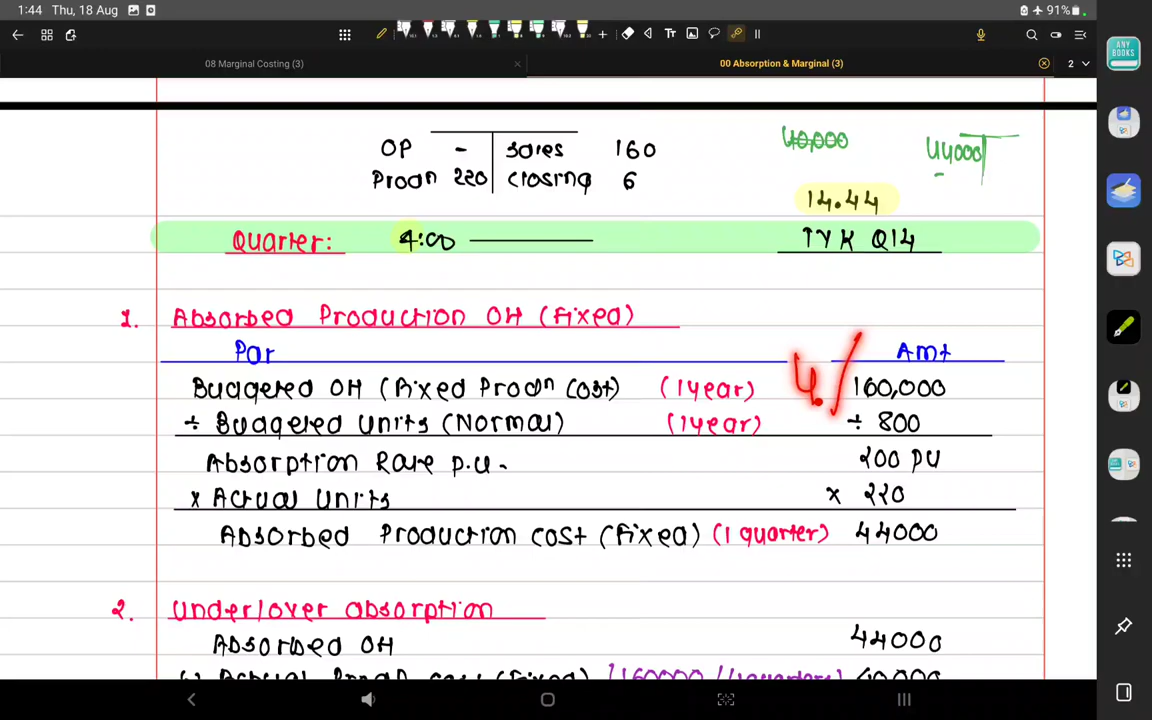 1:44 Thu, 18 Aug 91%
08 Marginal Costing (3)
00 Absorption & Marginal (3)
2
ANY BOOKS
OP - sales 160
Prodn 220 closing 6
40,000
44000
14.44
Quarter: 4:00 TYK Q14
1. Absorbed Production OH (Fixed)
Par Amt
Budgeted OH (Fixed Prodn Cost) (1year) 160,000
÷ Budgeted Units (Normal) (1year) ÷ 800
Absorption Rate p.u. 200 PU
x Actual Units x 220
Absorbed Production cost (Fixed) (1 quarter) 44000
2. Under/over absorption
Absorbed OH 44000